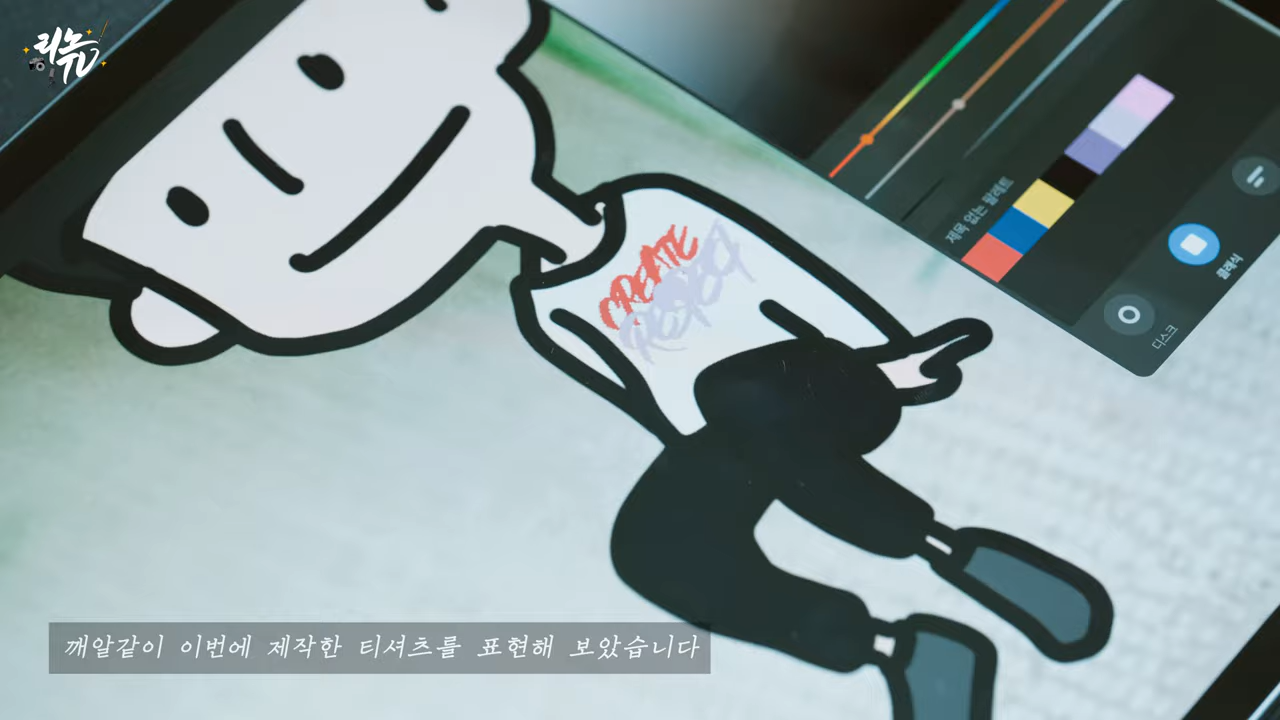 리뉴
TV
CREATE
PROJECT
제목 없는 팔레트
클래식
디스크
깨알같이 이번에 제작한 티셔츠를 표현해 보았습니다